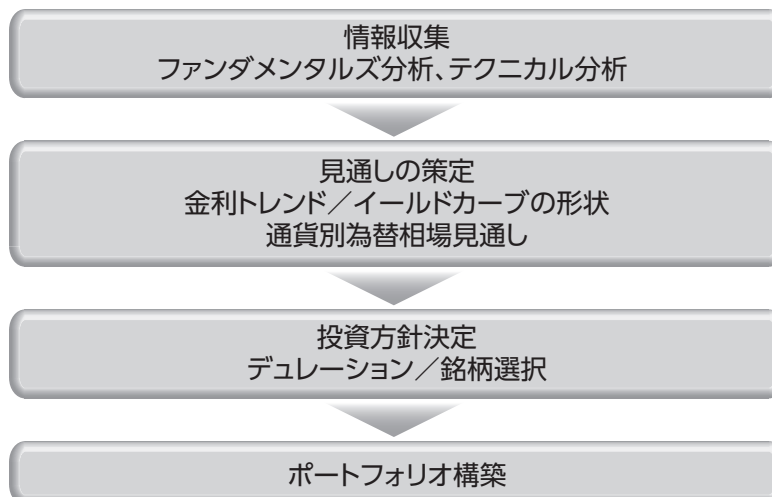 情報収集
ファンダメンタルズ分析、テクニカル分析
見通しの策定
金利トレンド／イールドカーブの形状
通貨別為替相場見通し
投資方針決定
デュレーション／銘柄選択
ポートフォリオ構築